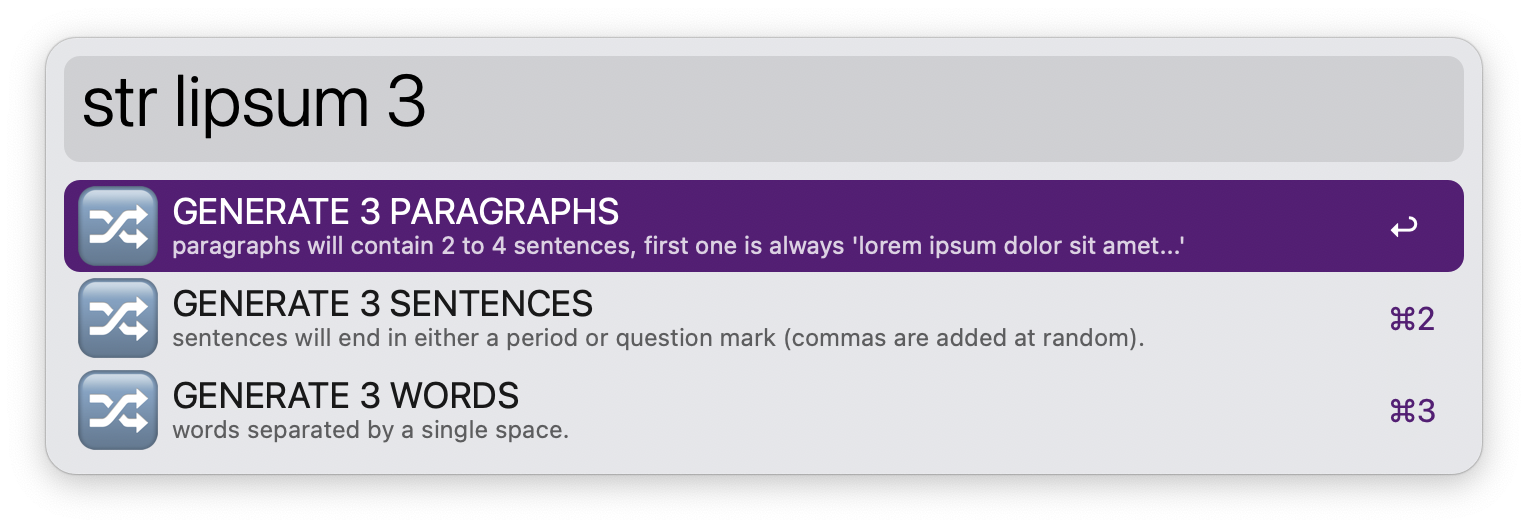 str lipsum 3
GENERATE 3 PARAGRAPHS
paragraphs will contain 2 to 4 sentences, first one is always 'lorem ipsum dolor sit amet...'
↩
GENERATE 3 SENTENCES
sentences will end in either a period or question mark (commas are added at random).
⌘2
GENERATE 3 WORDS
words separated by a single space.
⌘3